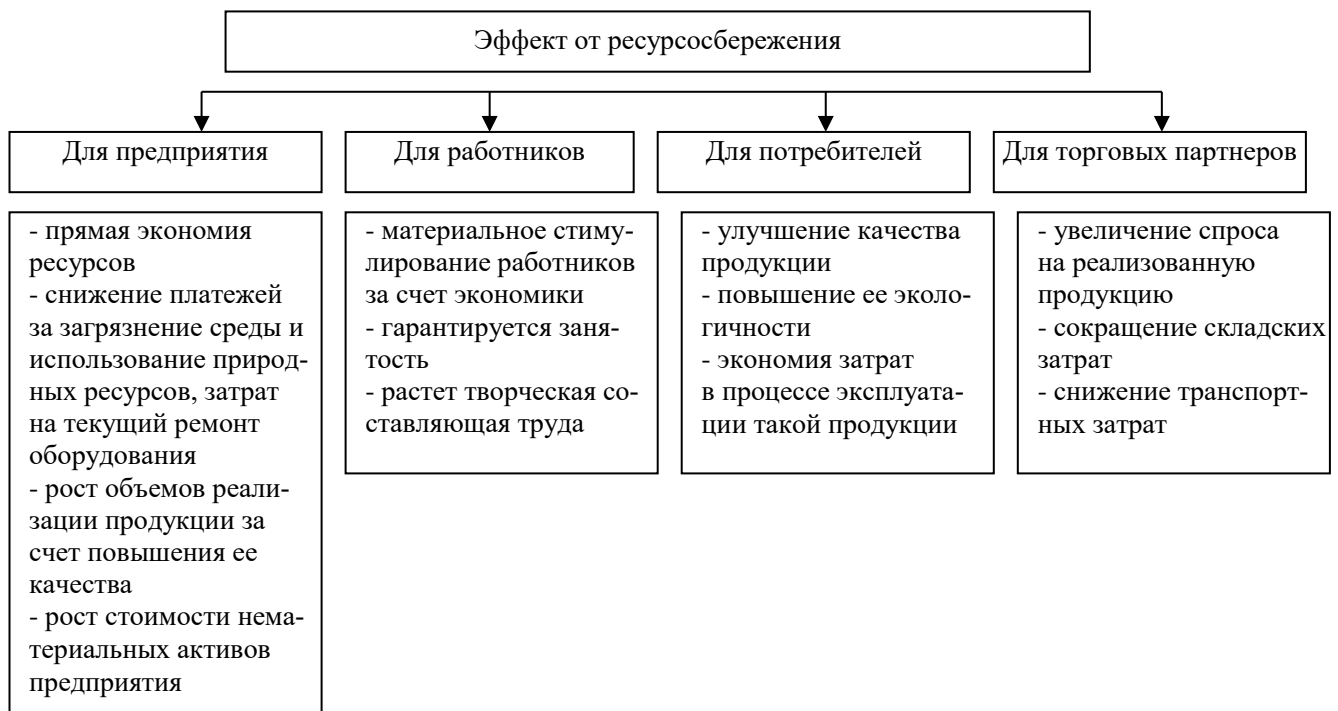 Эффект от ресурсосбережения
Для предприятия
Для работников
Для потребителей
Для торговых партнеров
- прямая экономия
ресурсов
- снижение платежей
за загрязнение среды и
использование природ-
ных ресурсов, затрат
на текущий ремонт
оборудования
- рост объемов реали-
зации продукции за
счет повышения ее
качества
- рост стоимости нема-
териальных активов
предприятия
- материальное стиму-
лирование работников
за счет экономики
- гарантируется заня-
тость
- растет творческая со-
ставляющая труда
- улучшение качества
продукции
- повышение ее эколо-
гичности
- экономия затрат
в процессе эксплуата-
ции такой продукции
- увеличение спроса
на реализованную
продукцию
- сокращение складских
затрат
- снижение транспорт-
ных затрат